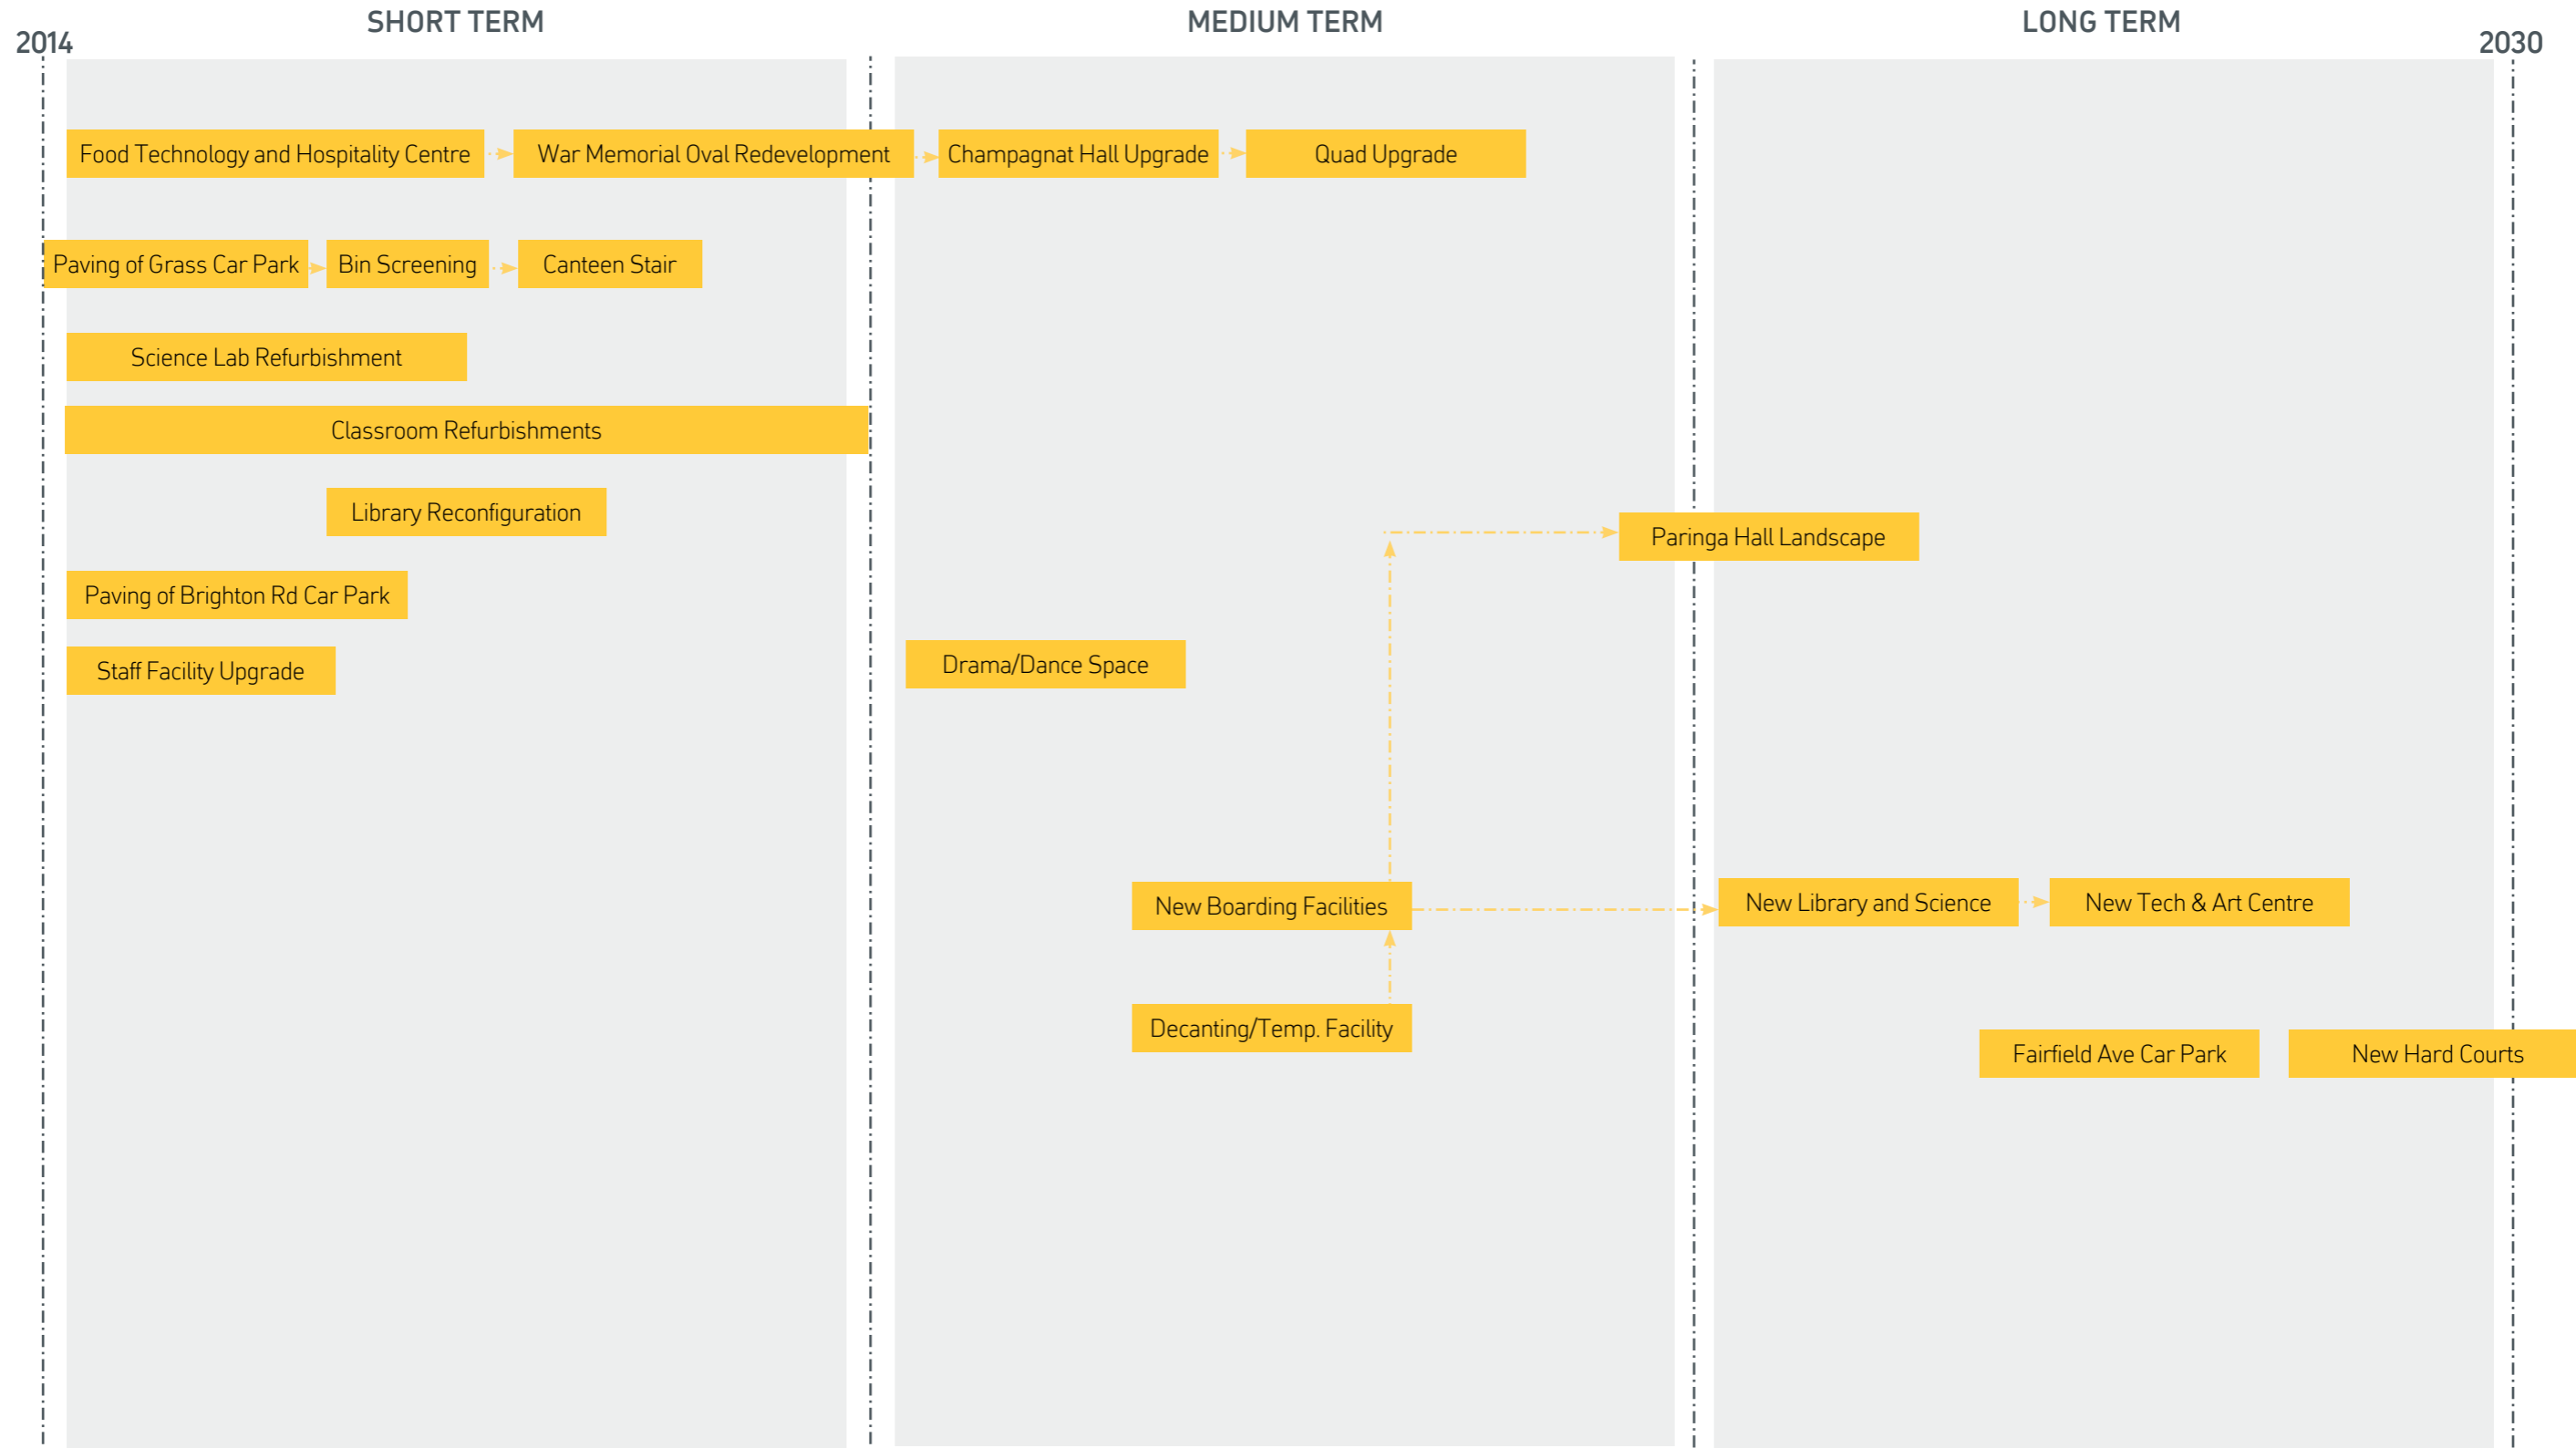 SHORT TERM
MEDIUM TERM
LONG TERM
2014
2030
Food Technology and Hospitality Centre
War Memorial Oval Redevelopment
Champagnat Hall Upgrade
Quad Upgrade
Paving of Grass Car Park
Bin Screening
Canteen Stair
Science Lab Refurbishment
Classroom Refurbishments
Library Reconfiguration
Paringa Hall Landscape
Paving of Brighton Rd Car Park
Staff Facility Upgrade
Drama/Dance Space
New Boarding Facilities
New Library and Science
New Tech & Art Centre
Decanting/Temp. Facility
Fairfield Ave Car Park
New Hard Courts